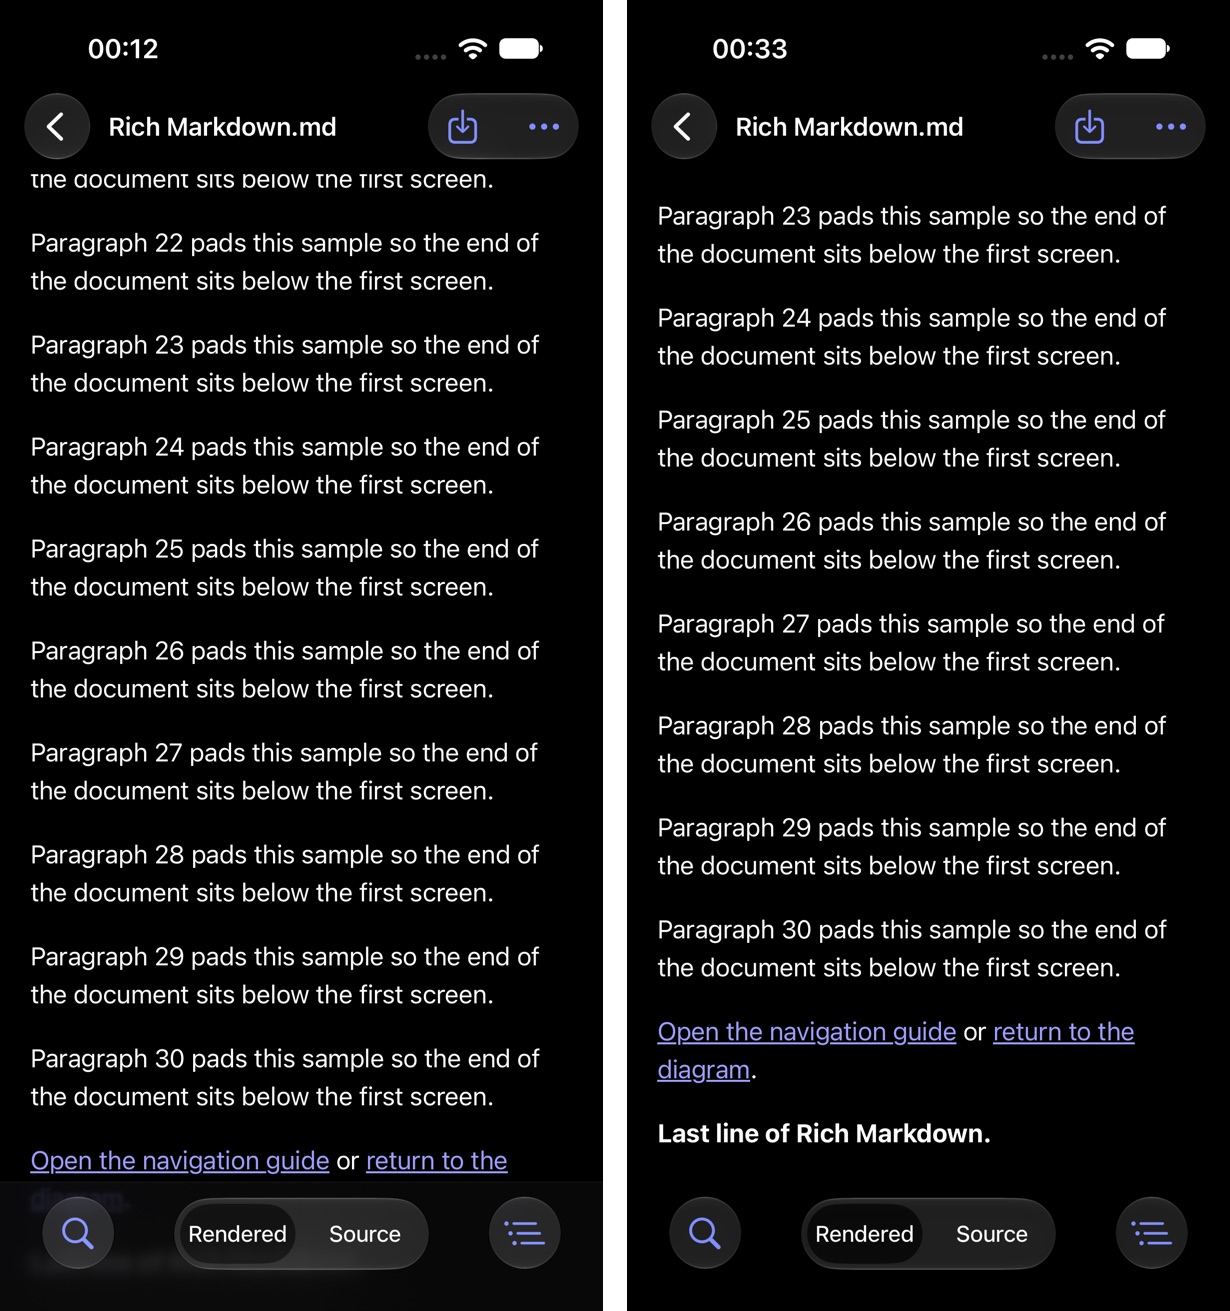 00:12
Rich Markdown.md
the document sits below the first screen.
Paragraph 22 pads this sample so the end of
the document sits below the first screen.
Paragraph 23 pads this sample so the end of
the document sits below the first screen.
Paragraph 24 pads this sample so the end of
the document sits below the first screen.
Paragraph 25 pads this sample so the end of
the document sits below the first screen.
Paragraph 26 pads this sample so the end of
the document sits below the first screen.
Paragraph 27 pads this sample so the end of
the document sits below the first screen.
Paragraph 28 pads this sample so the end of
the document sits below the first screen.
Paragraph 29 pads this sample so the end of
the document sits below the first screen.
Paragraph 30 pads this sample so the end of
the document sits below the first screen.
Open the navigation guide or return to the
diagram.
Rendered Source
00:33
Rich Markdown.md
Paragraph 23 pads this sample so the end of
the document sits below the first screen.
Paragraph 24 pads this sample so the end of
the document sits below the first screen.
Paragraph 25 pads this sample so the end of
the document sits below the first screen.
Paragraph 26 pads this sample so the end of
the document sits below the first screen.
Paragraph 27 pads this sample so the end of
the document sits below the first screen.
Paragraph 28 pads this sample so the end of
the document sits below the first screen.
Paragraph 29 pads this sample so the end of
the document sits below the first screen.
Paragraph 30 pads this sample so the end of
the document sits below the first screen.
Open the navigation guide or return to the
diagram.
Last line of Rich Markdown.
Rendered Source